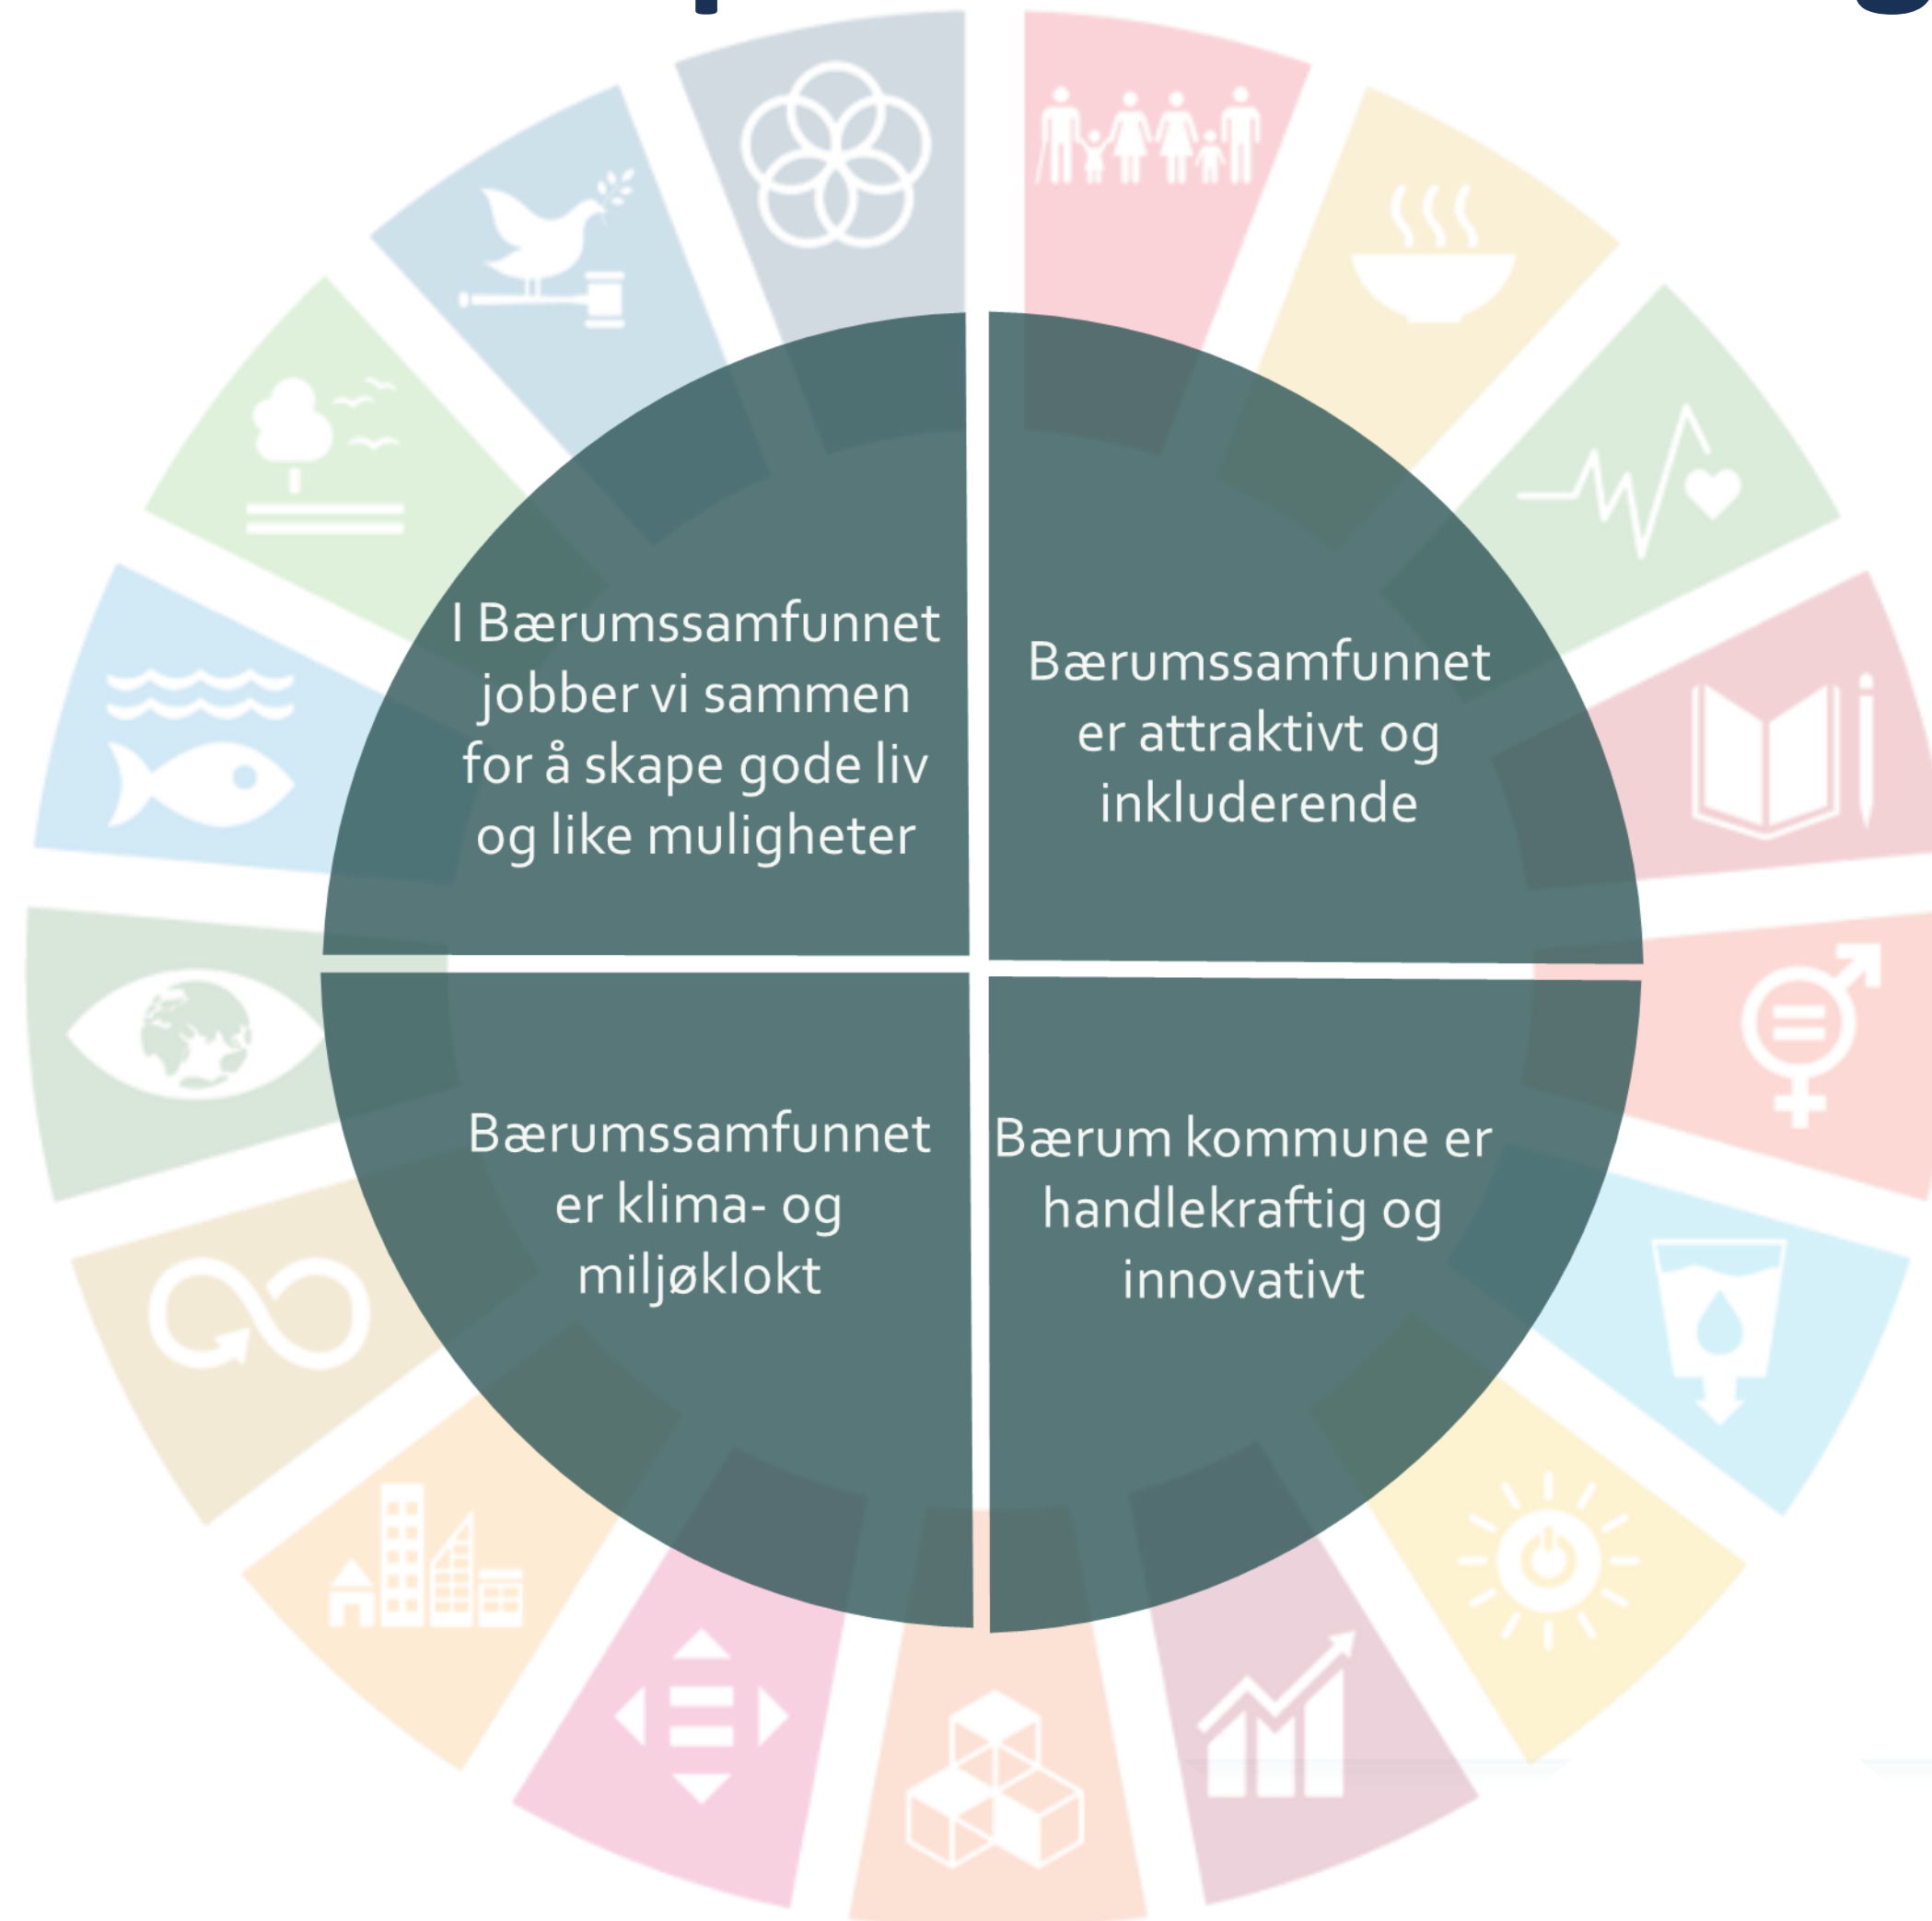 I Bærumssamfunnet
jobber vi sammen
for å skape gode liv
og like muligheter
Bærumssamfunnet
er attraktivt og
inkluderende
Bærumssamfunnet
er klima- og
miljøklokt
Bærum kommune er
handlekraftig og
innovativt